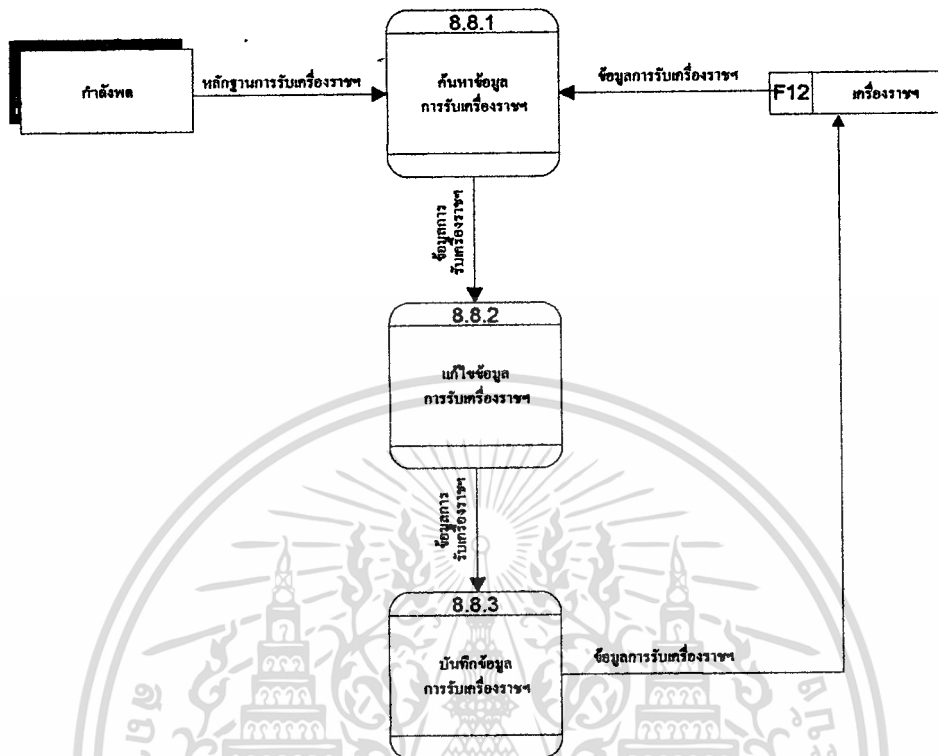 8.8.1
กำลังพล
หลักฐานการรับเครื่องราชฯ
ค้นหาข้อมูล
การรับเครื่องราชฯ
ข้อมูลการรับเครื่องราชฯ
F12
เครื่องราชฯ
ข้อมูลการ
รับเครื่องราชฯ
8.8.2
แก้ไขข้อมูล
การรับเครื่องราชฯ
ข้อมูลการ
รับเครื่องราชฯ
8.8.3
บันทึกข้อมูล
การรับเครื่องราชฯ
ข้อมูลการรับเครื่องราชฯ